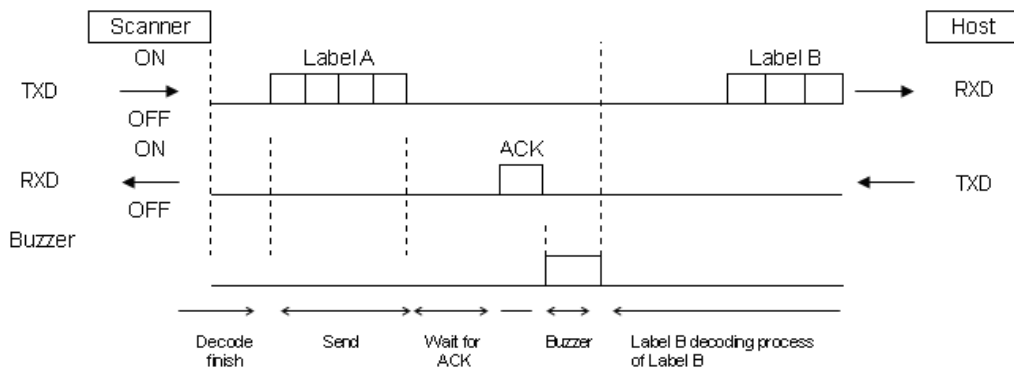 Scanner
Host
ON
Label A
Label B
TXD
RXD
OFF
ON
ACK
RXD
TXD
OFF
Buzzer
Decode finish
Send
Wait for ACK
Buzzer
Label B decoding process of Label B